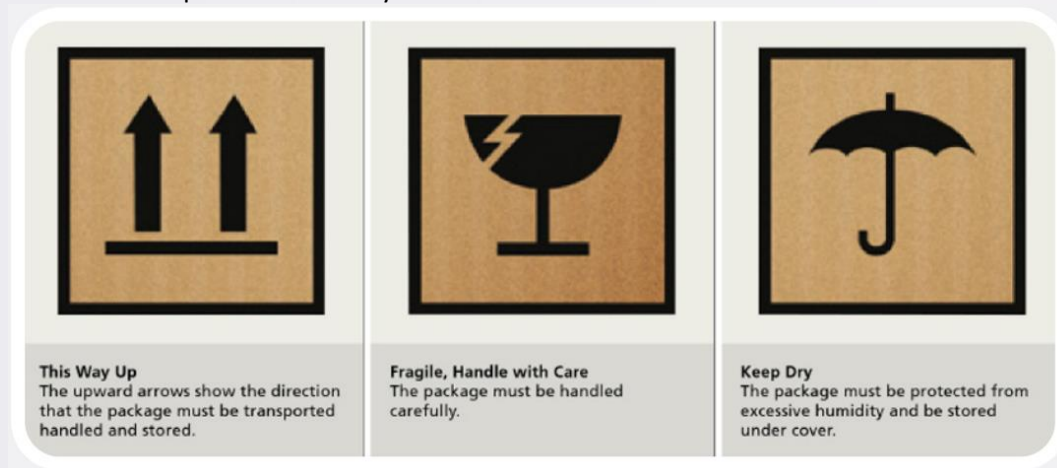 This Way Up
The upward arrows show the direction
that the package must be transported
handled and stored.
Fragile, Handle with Care
The package must be handled
carefully.
Keep Dry
The package must be protected from
excessive humidity and be stored
under cover.